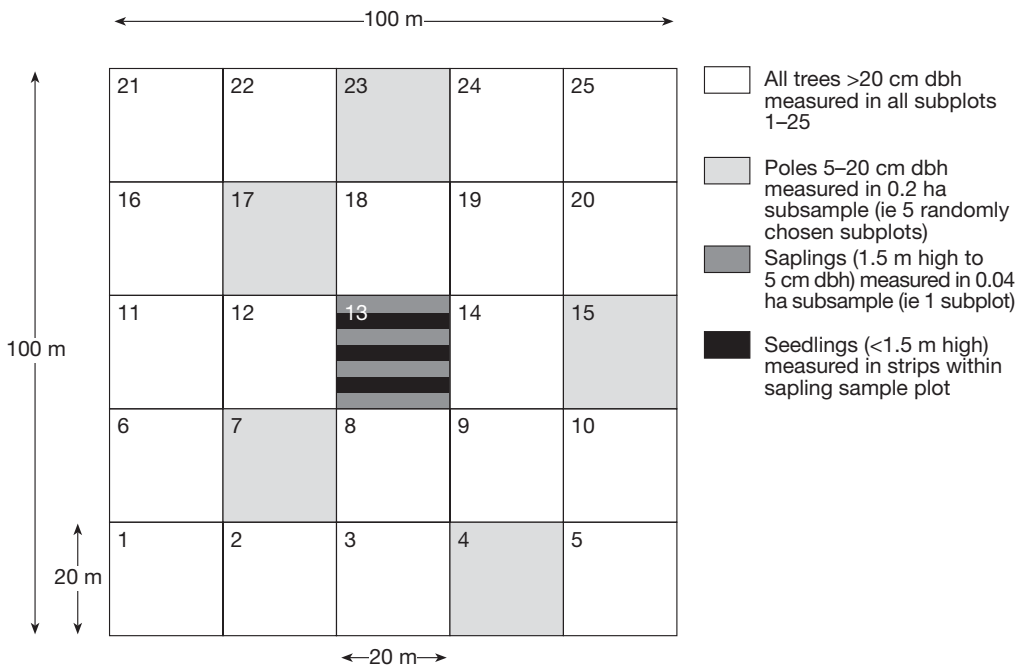 100 m
21 22 23 24 25
16 17 18 19 20
11 12 13 14 15
100 m
6 7 8 9 10
1 2 3 4 5
20 m
20 m
All trees >20 cm dbh
measured in all subplots
1–25
Poles 5–20 cm dbh
measured in 0.2 ha
subsample (ie 5 randomly
chosen subplots)
Saplings (1.5 m high to
5 cm dbh) measured in 0.04
ha subsample (ie 1 subplot)
Seedlings (<1.5 m high)
measured in strips within
sapling sample plot